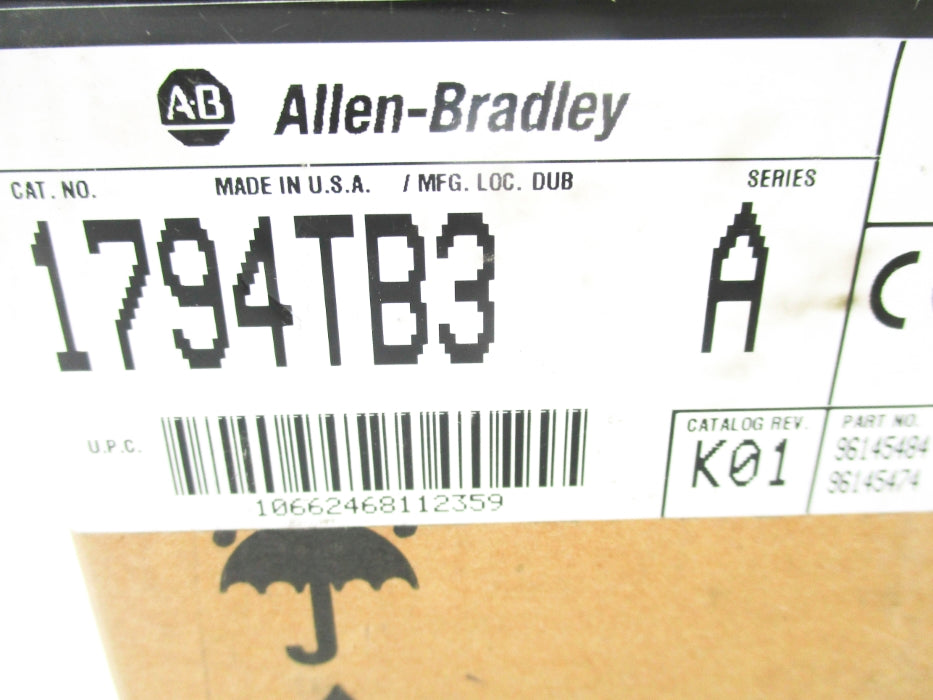 A·B Allen-Bradley
CAT. NO. MADE IN U.S.A. / MFG. LOC. DUB SERIES
1794TB3 A
U.P.C.
10662468112359
CATALOG REV.
K01
PART NO.
96145484
96145474